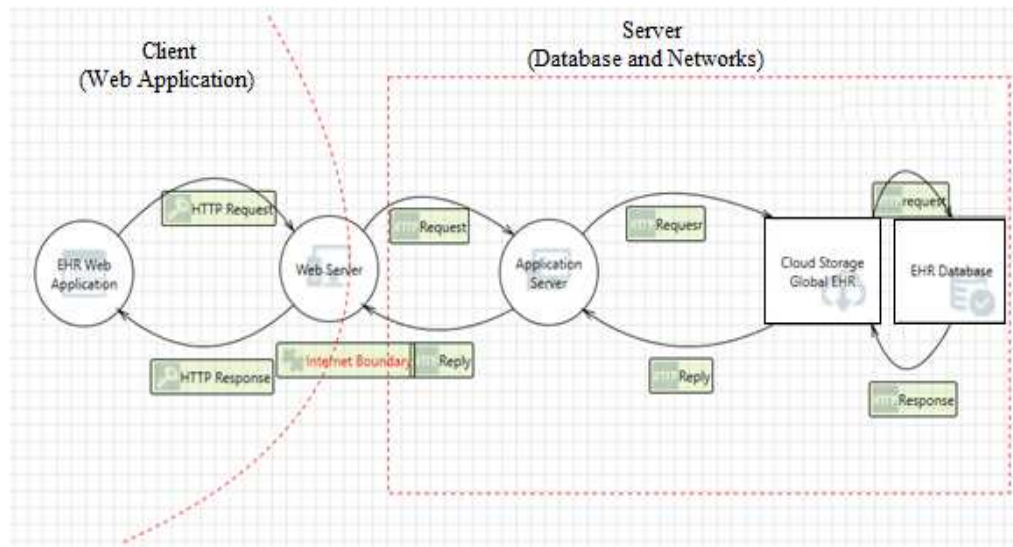 Client
(Web Application)
Server
(Database and Networks)
HTTP Request
Request
Requesr
request
EHR Web
Application
Web Server
Application
Server
Cloud Storage
Global EHR
EHR Database
HTTP Response
Internet Boundary
Reply
Reply
Response